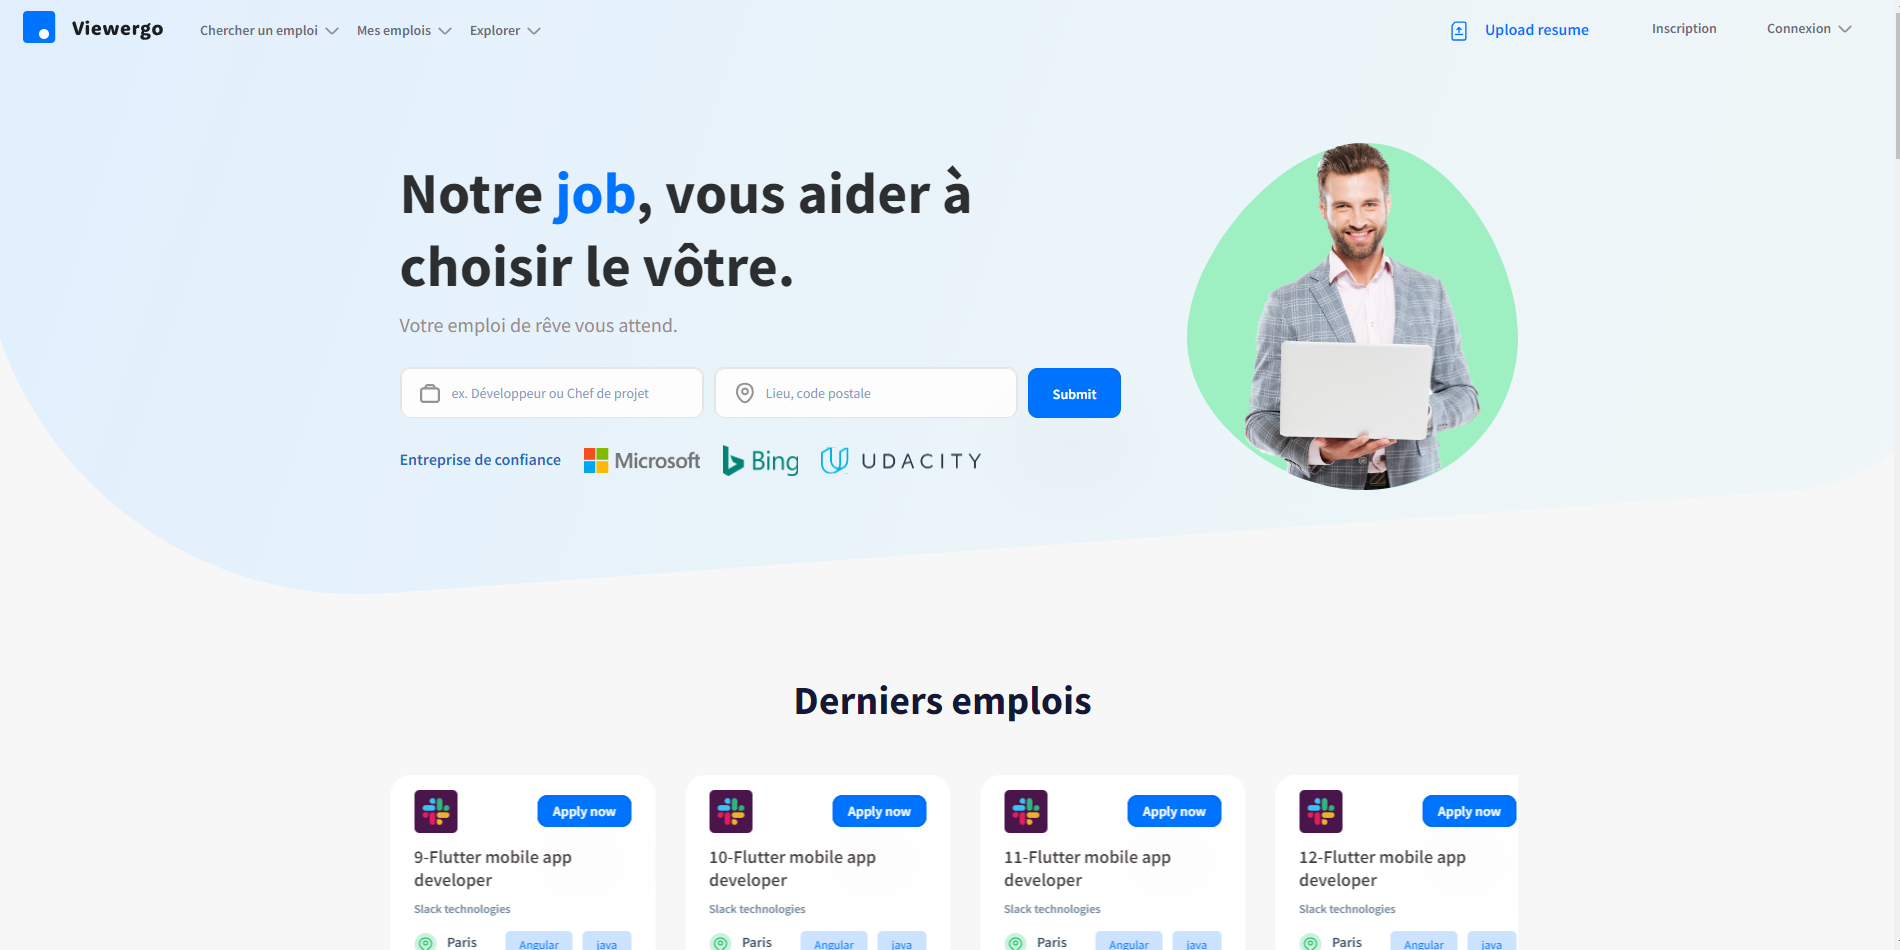 Viewergo
Chercher un emploi
Mes emplois
Explorer
Upload resume
Inscription
Connexion
Notre job, vous aider à
choisir le vôtre.
Votre emploi de rêve vous attend.
ex. Développeur ou Chef de projet
Lieu, code postale
Submit
Entreprise de confiance
Microsoft
Bing
UDACITY
Derniers emplois
Apply now
9-Flutter mobile app
developer
Slack technologies
Paris
Angular
java
Apply now
10-Flutter mobile app
developer
Slack technologies
Paris
Angular
java
Apply now
11-Flutter mobile app
developer
Slack technologies
Paris
Angular
java
Apply now
12-Flutter mobile app
developer
Slack technologies
Paris
Angular
java